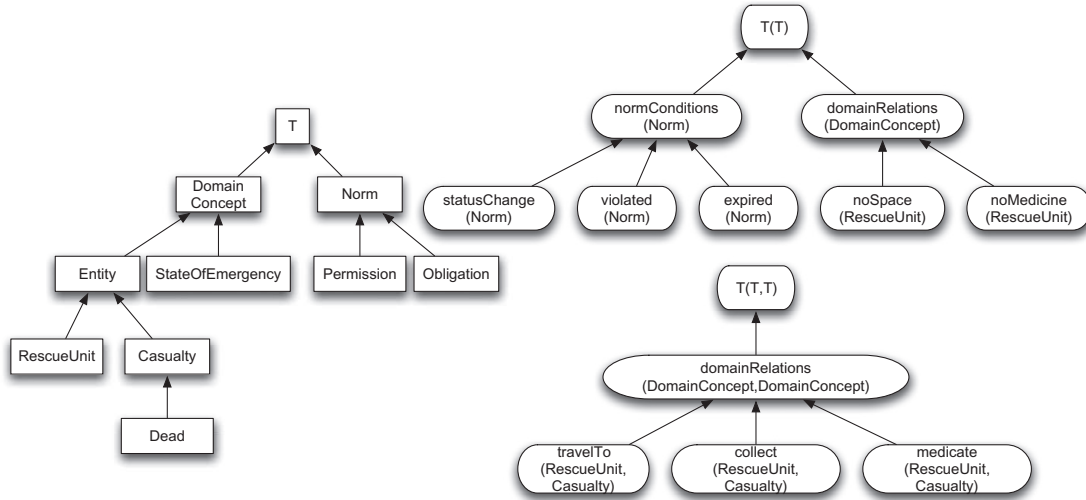 T
Domain
Concept
Norm
Entity
StateOfEmergency
Permission
Obligation
RescueUnit
Casualty
Dead
T(T)
normConditions
(Norm)
domainRelations
(DomainConcept)
statusChange
(Norm)
violated
(Norm)
expired
(Norm)
noSpace
(RescueUnit)
noMedicine
(RescueUnit)
T(T,T)
domainRelations
(DomainConcept,DomainConcept)
travelTo
(RescueUnit,
Casualty)
collect
(RescueUnit,
Casualty)
medicate
(RescueUnit,
Casualty)